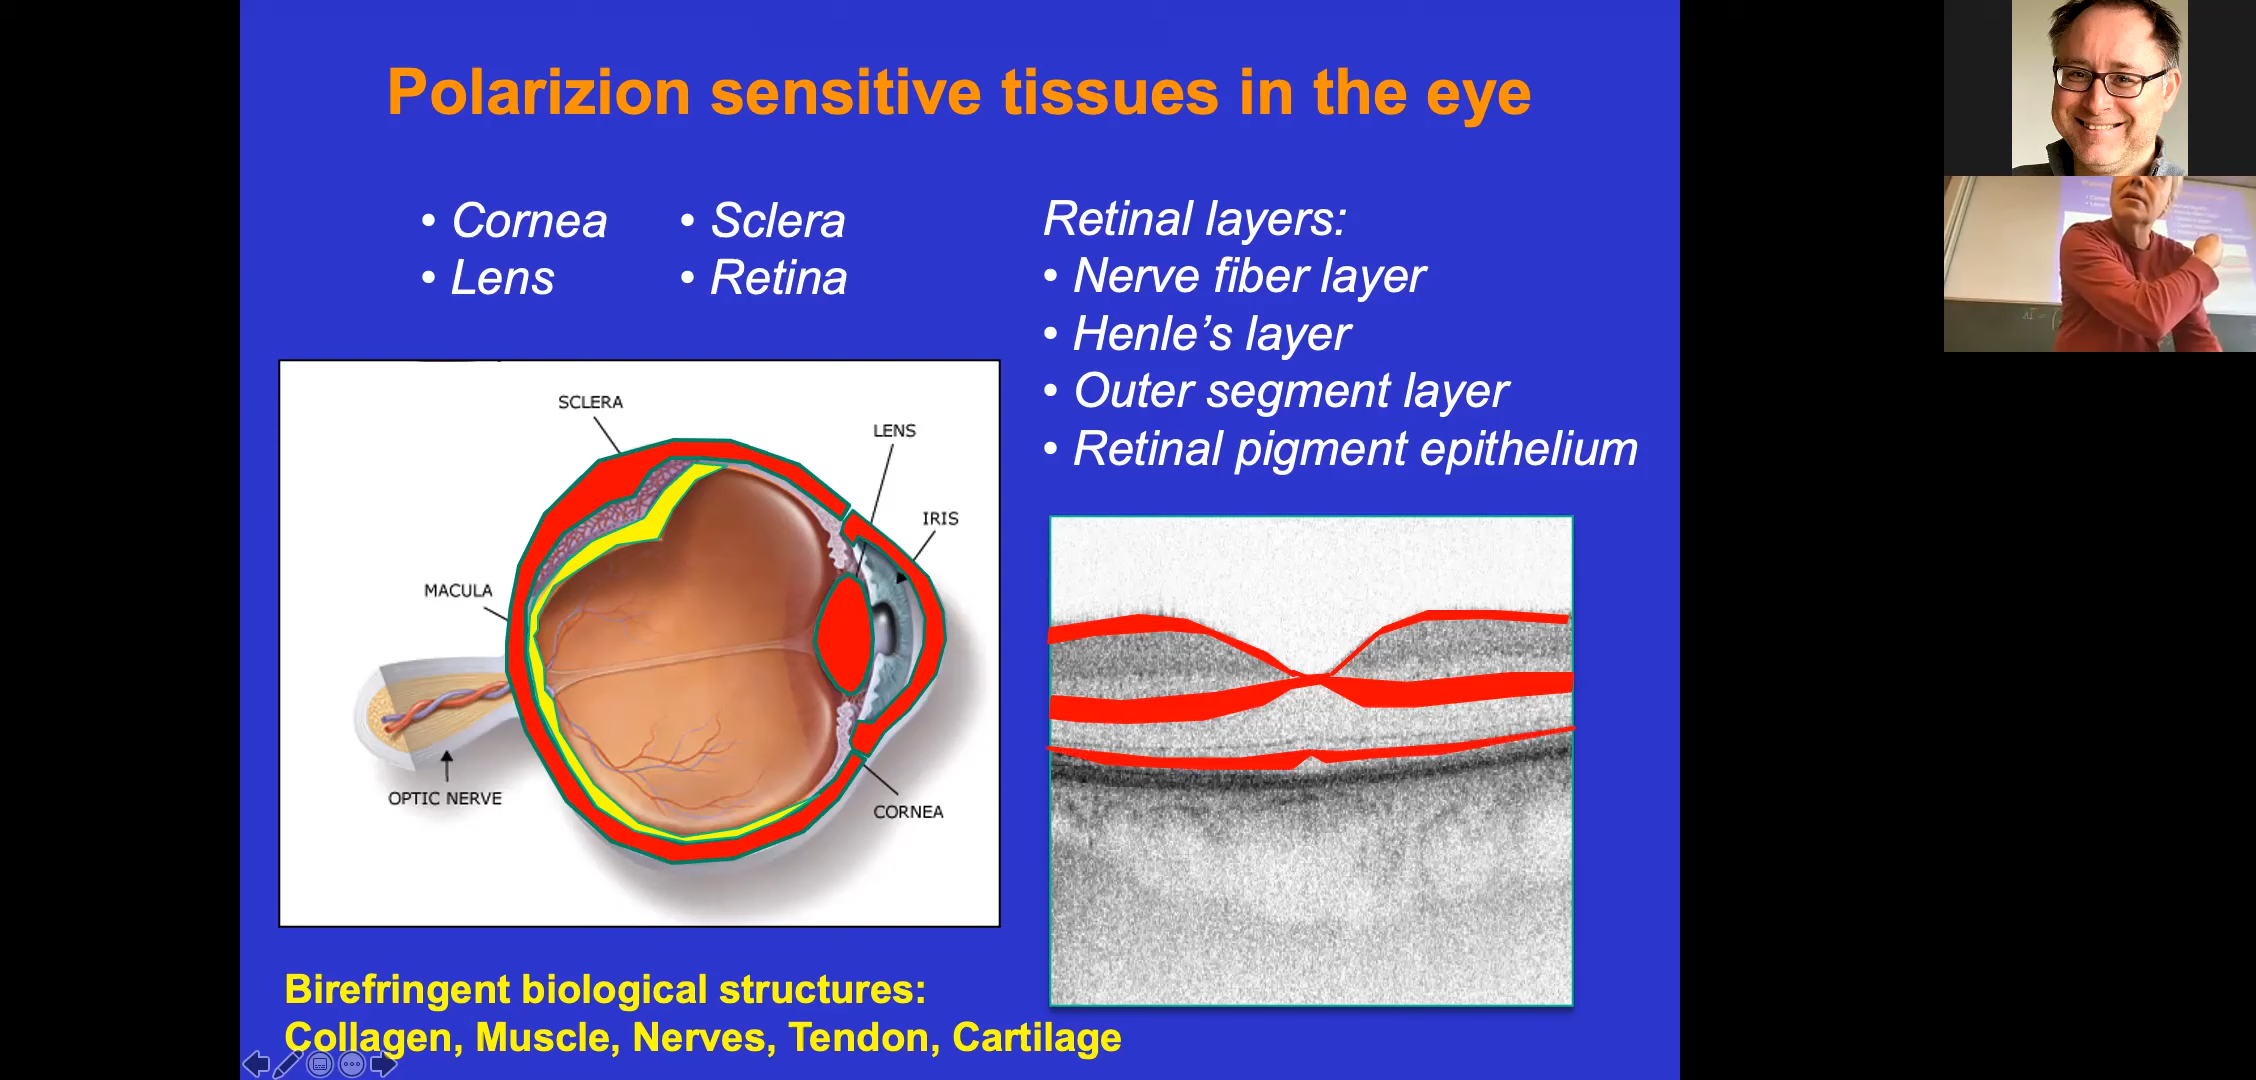 Polarizion sensitive tissues in the eye
• Cornea
• Lens
• Sclera
• Retina
Retinal layers:
• Nerve fiber layer
• Henle’s layer
• Outer segment layer
• Retinal pigment epithelium
SCLERA
LENS
IRIS
MACULA
OPTIC NERVE
CORNEA
Birefringent biological structures:
Collagen, Muscle, Nerves, Tendon, Cartilage